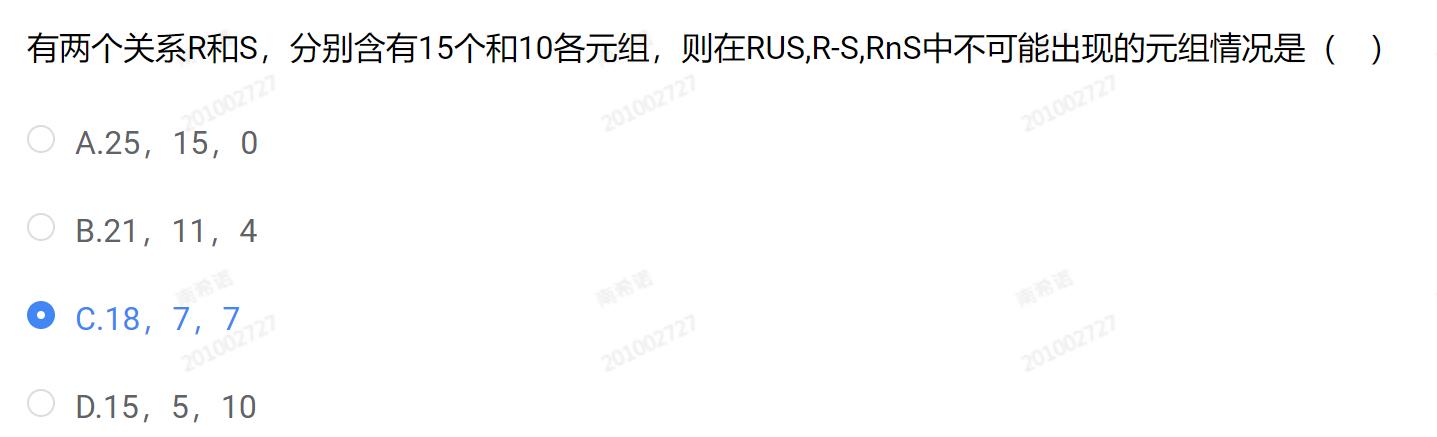 有两个关系R和S，分别含有15个和10各元组，则在RUS,R-S,RnS中不可能出现的元组情况是（　）
201002727 201002727 201002727
A.25，15，0
B.21，11，4
南希诺 南希诺 南希诺
C.18，7，7
201002727 201002727 201002727
D.15，5，10